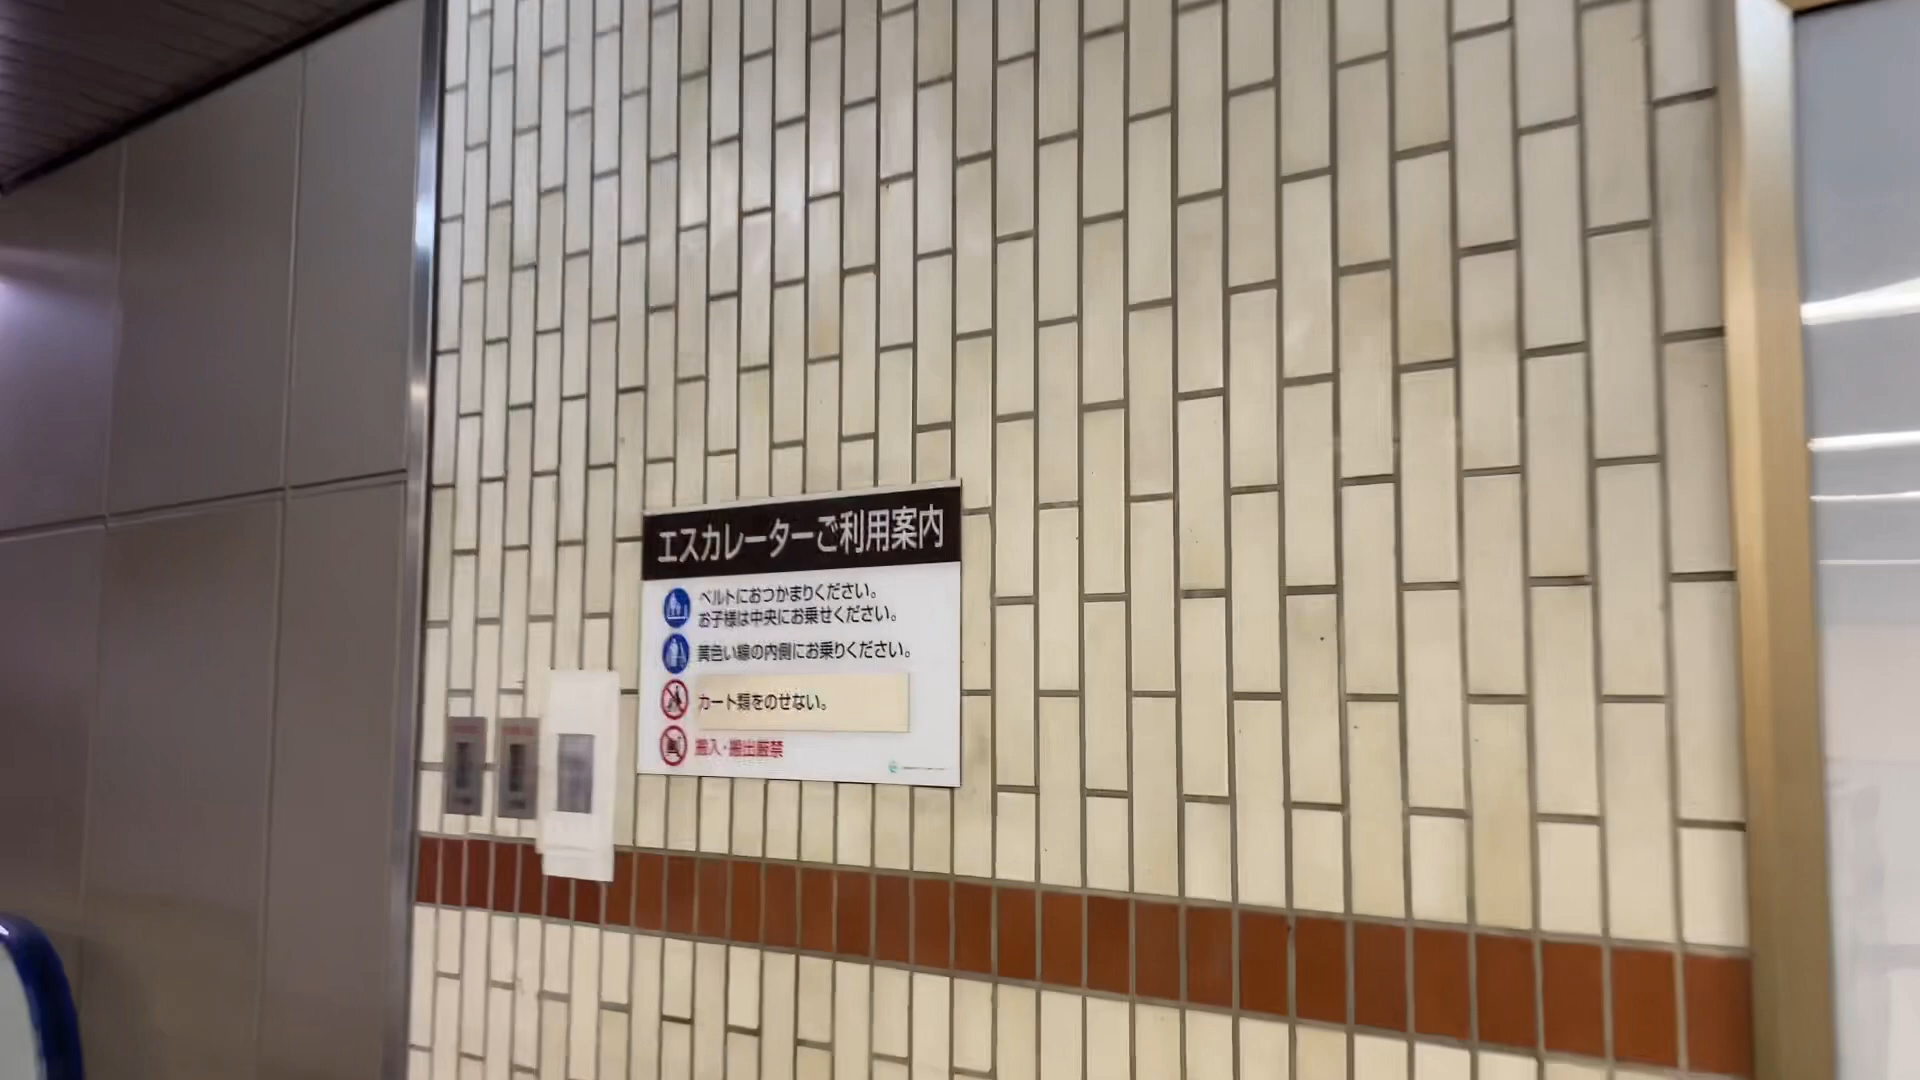 エスカレーターご利用案内
ベルトにおつかまりください。
お子様は中央にお乗せください。
黄色い線の内側にお乗りください。
カート類をのせない。
搬入・搬出厳禁